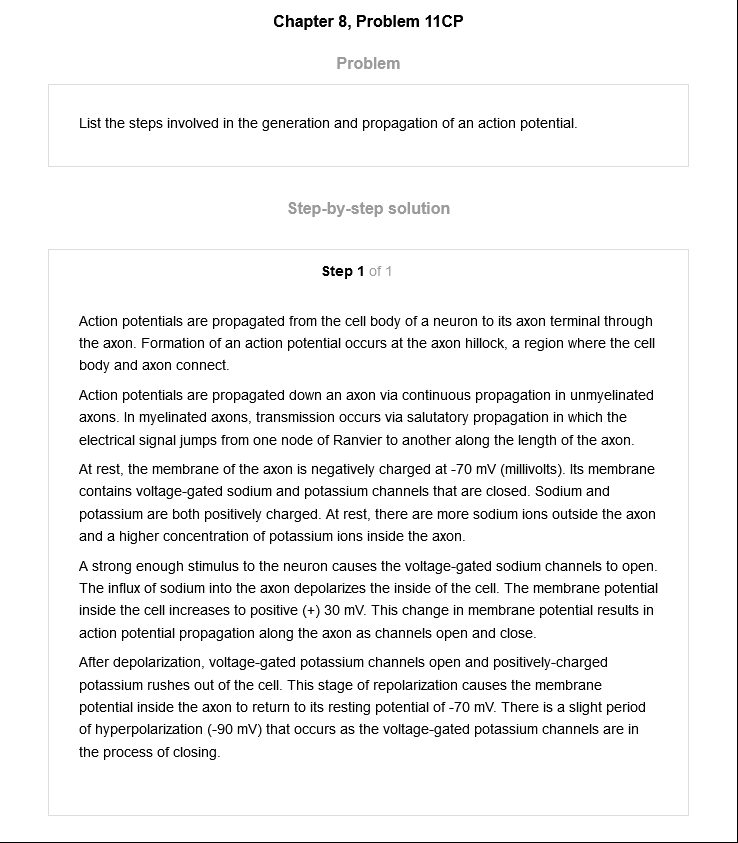 Chapter 8, Problem 11CP
Problem
List the steps involved in the generation and propagation of an action potential.
Step-by-step solution
Step 1 of 1
Action potentials are propagated from the cell body of a neuron to its axon terminal through
the axon. Formation of an action potential occurs at the axon hillock, a region where the cell
body and axon connect.
Action potentials are propagated down an axon via continuous propagation in unmyelinated
axons. In myelinated axons, transmission occurs via salutatory propagation in which the
electrical signal jumps from one node of Ranvier to another along the length of the axon.
At rest, the membrane of the axon is negatively charged at -70 mV (millivolts). Its membrane
contains voltage-gated sodium and potassium channels that are closed. Sodium and
potassium are both positively charged. At rest, there are more sodium ions outside the axon
and a higher concentration of potassium ions inside the axon.
A strong enough stimulus to the neuron causes the voltage-gated sodium channels to open.
The influx of sodium into the axon depolarizes the inside of the cell. The membrane potential
inside the cell increases to positive (+) 30 mV. This change in membrane potential results in
action potential propagation along the axon as channels open and close.
After depolarization, voltage-gated potassium channels open and positively-charged
potassium rushes out of the cell. This stage of repolarization causes the membrane
potential inside the axon to return to its resting potential of -70 mV. There is a slight period
of hyperpolarization (-90 mV) that occurs as the voltage-gated potassium channels are in
the process of closing.